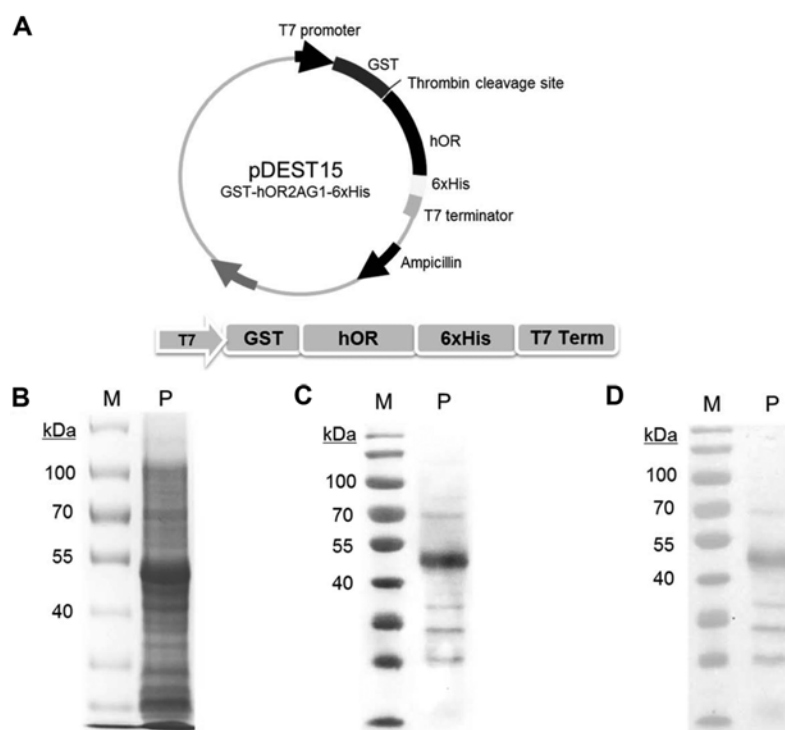 A
T7 promoter
GST
Thrombin cleavage site
hOR
pDEST15
GST-hOR2AG1-6xHis
6xHis
T7 terminator
Ampicillin
T7 GST hOR 6xHis T7 Term
B
M P
kDa
100
70
55
40
C
M P
kDa
100
70
55
40
D
M P
kDa
100
70
55
40